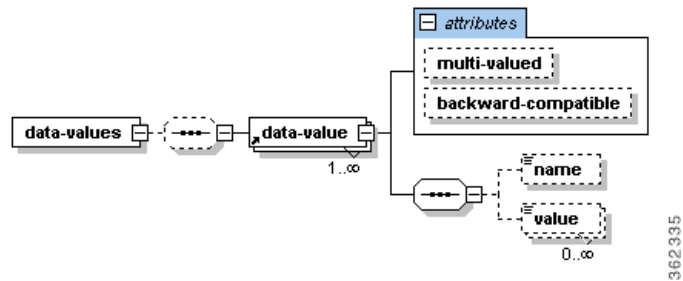 attributes
multi-valued
backward-compatible
data-values
data-value
1..∞
name
value
0..∞
362335